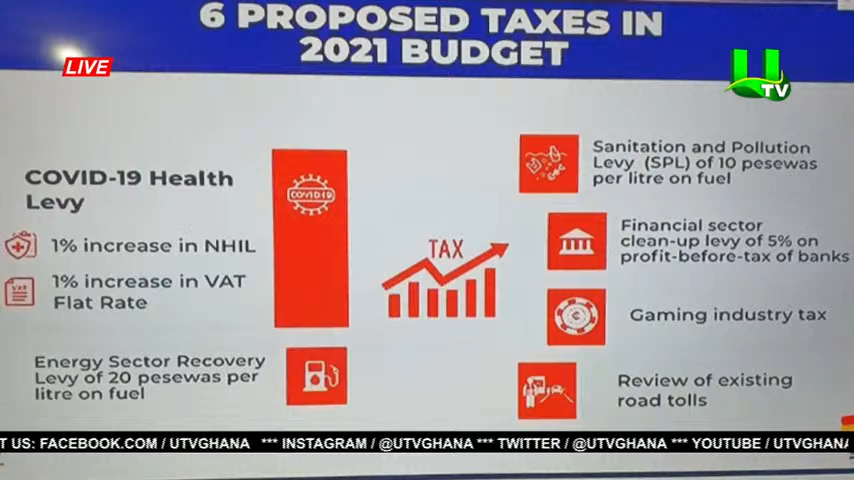 6 PROPOSED TAXES IN
2021 BUDGET
LIVE
U
TV
COVID-19 Health
Levy
1% increase in NHIL
1% increase in VAT
Flat Rate
Energy Sector Recovery
Levy of 20 pesewas per
litre on fuel
COVID19
TAX
Sanitation and Pollution
Levy (SPL) of 10 pesewas
per litre on fuel
Financial sector
clean-up levy of 5% on
profit-before-tax of banks
Gaming industry tax
Review of existing
road tolls
T US: FACEBOOK.COM / UTVGHANA *** INSTAGRAM / @UTVGHANA *** TWITTER / @UTVGHANA *** YOUTUBE / UTVGHANA